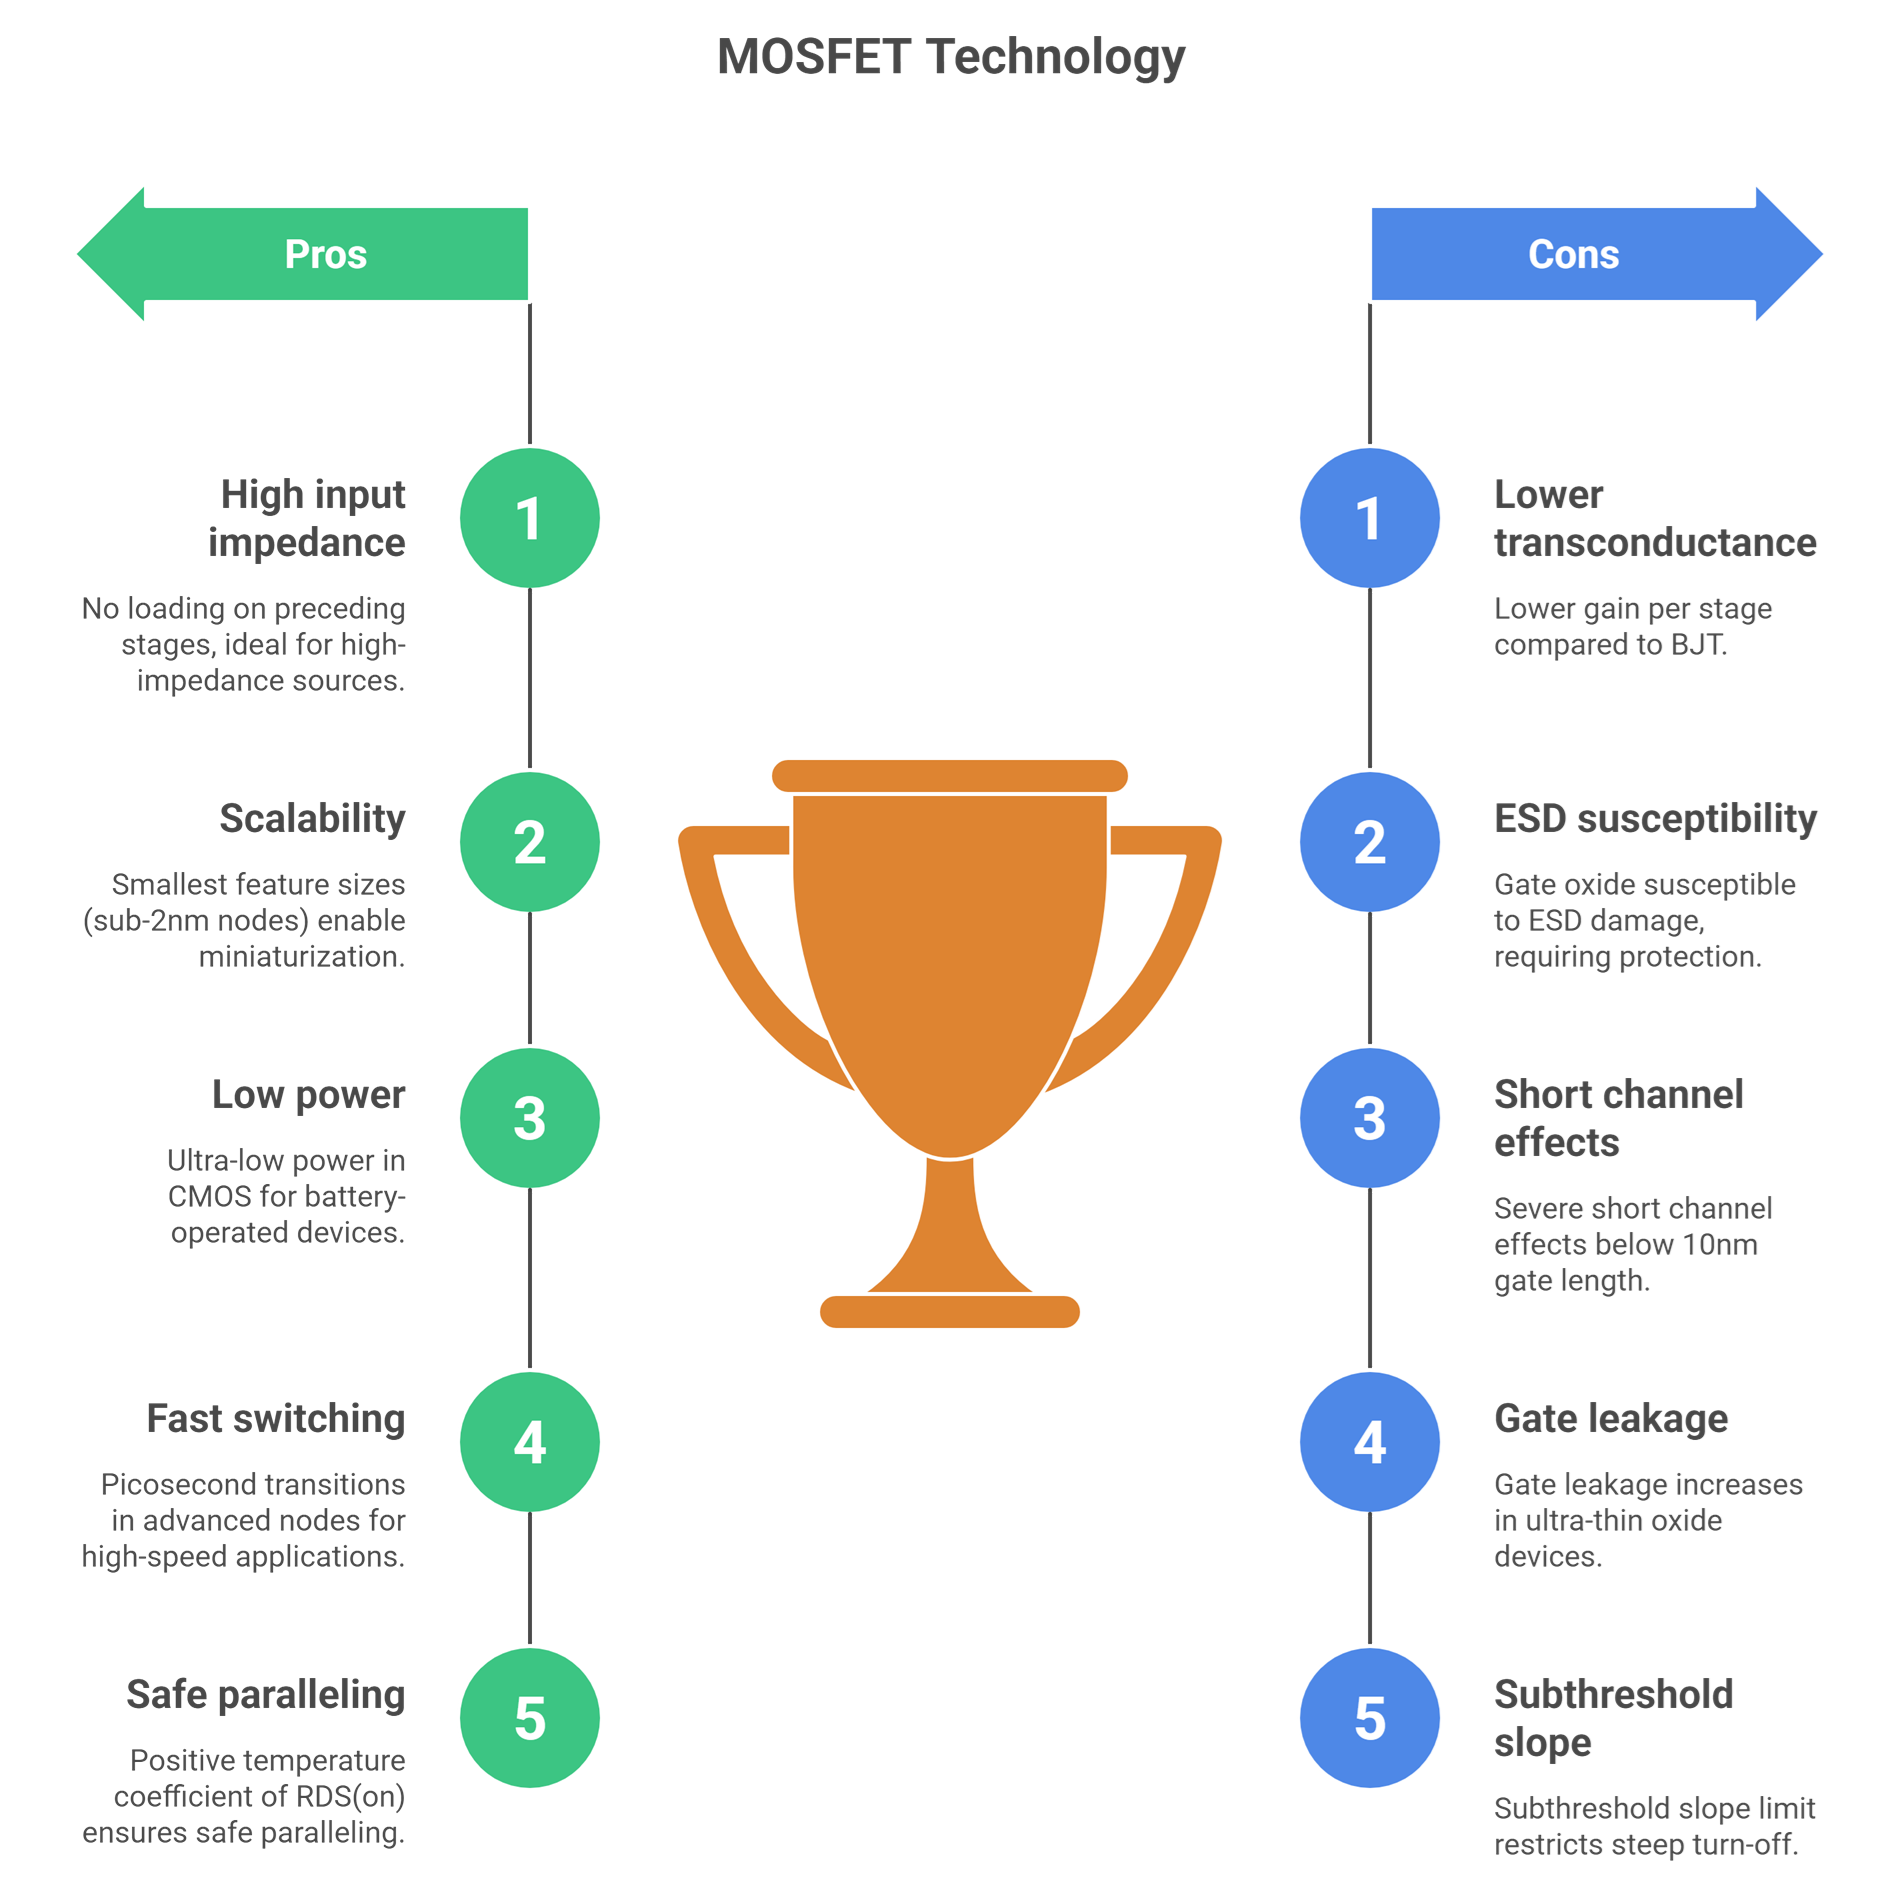 MOSFET Technology
Pros
1
High input
impedance
No loading on preceding
stages, ideal for high-
impedance sources.
2
Scalability
Smallest feature sizes
(sub-2nm nodes) enable
miniaturization.
3
Low power
Ultra-low power in
CMOS for battery-
operated devices.
4
Fast switching
Picosecond transitions
in advanced nodes for
high-speed applications.
5
Safe paralleling
Positive temperature
coefficient of RDS(on)
ensures safe paralleling.
Cons
1
Lower
transconductance
Lower gain per stage
compared to BJT.
2
ESD susceptibility
Gate oxide susceptible
to ESD damage,
requiring protection.
3
Short channel
effects
Severe short channel
effects below 10nm
gate length.
4
Gate leakage
Gate leakage increases
in ultra-thin oxide
devices.
5
Subthreshold
slope
Subthreshold slope limit
restricts steep turn-off.